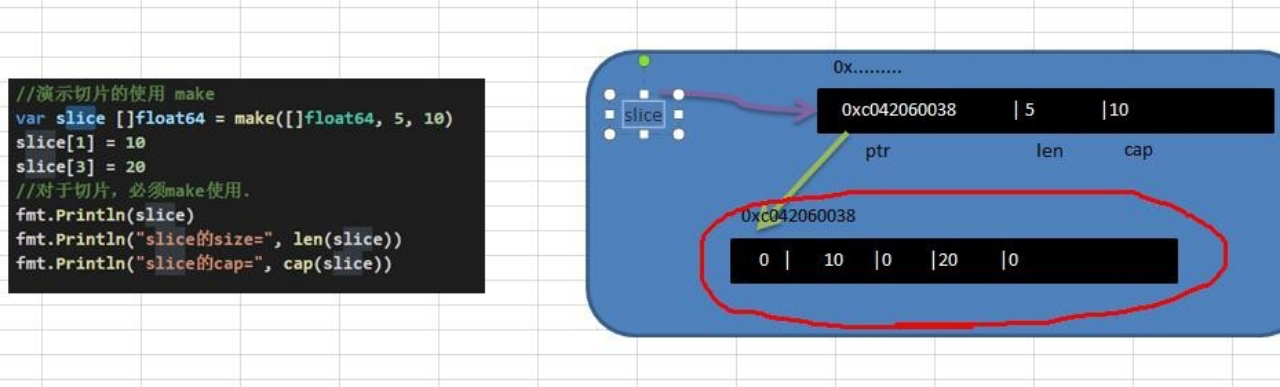 //演示切片的使用 make
var slice []float64 = make([]float64, 5, 10)
slice[1] = 10
slice[3] = 20
//对于切片，必须make使用.
fmt.Println(slice)
fmt.Println("slice的size=", len(slice))
fmt.Println("slice的cap=", cap(slice))
0x.........
slice
0xc042060038 | 5 |10
ptr len cap
0xc042060038
0 | 10 |0 |20 |0